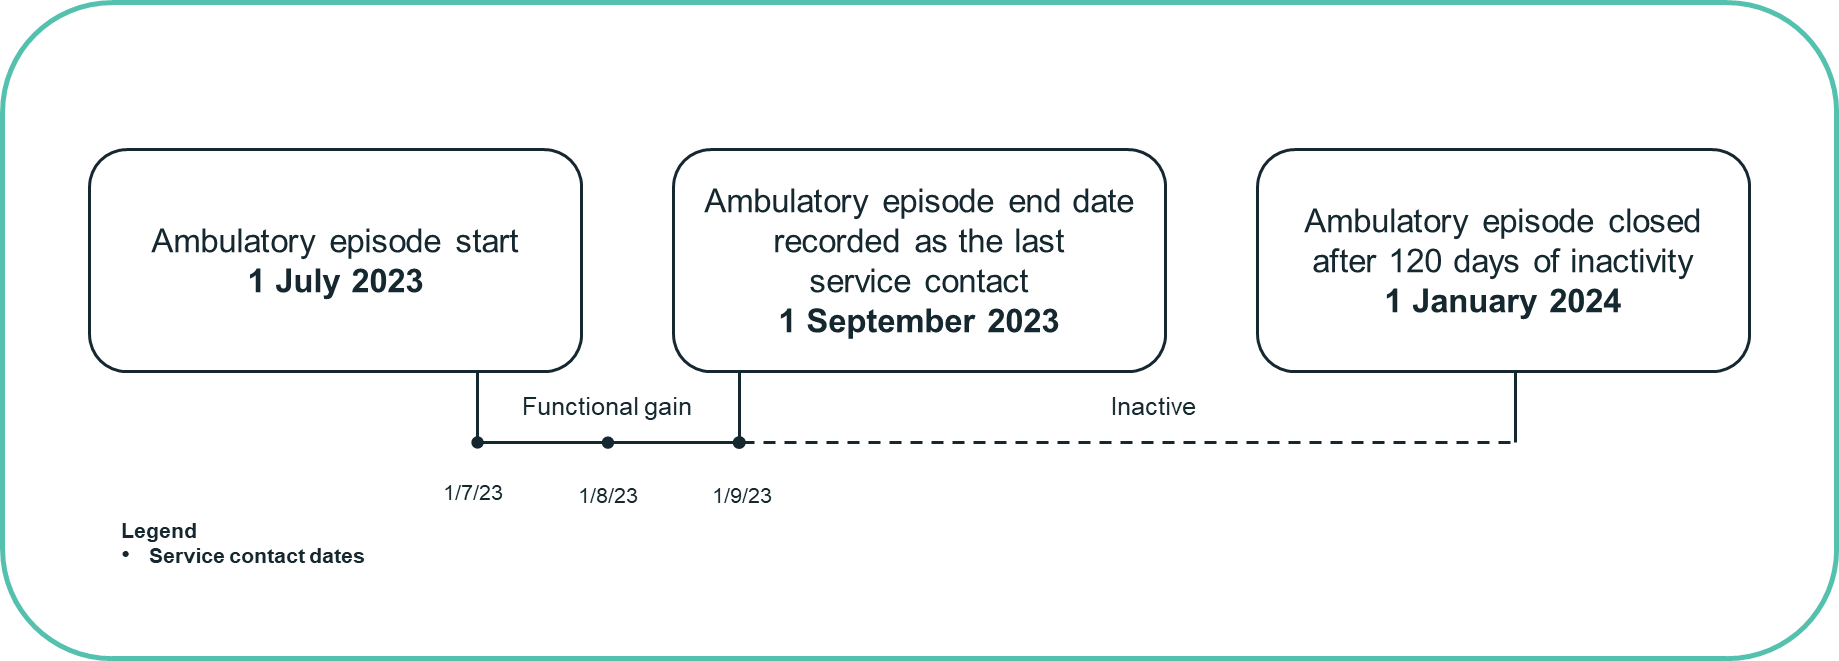 Ambulatory episode start
1 July 2023
Ambulatory episode end date
recorded as the last
service contact
1 September 2023
Ambulatory episode closed
after 120 days of inactivity
1 January 2024
Functional gain
Inactive
1/7/23
1/8/23
1/9/23
Legend
• Service contact dates